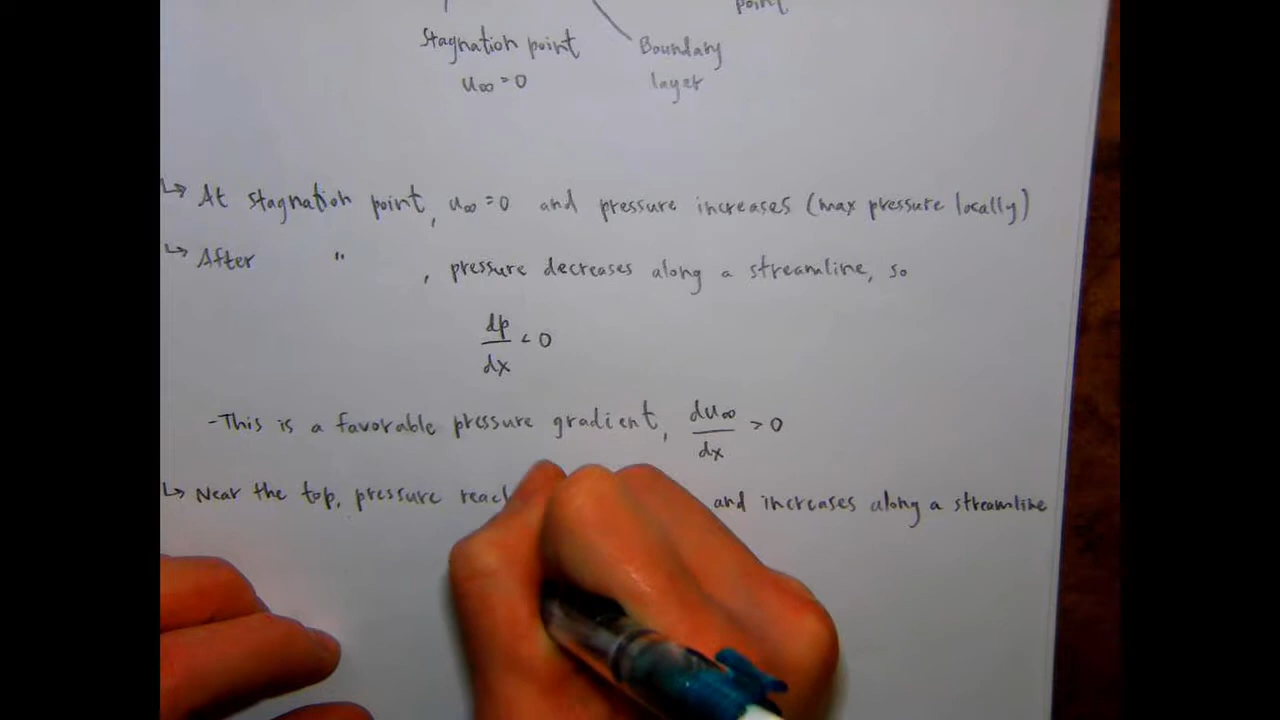 point
Stagnation point
Boundary
u∞ = 0
layer
↳ At stagnation point, u∞ = 0 and pressure increases (max pressure locally)
↳ After " , pressure decreases along a streamline, so
dp
dx
< 0
- This is a favorable pressure gradient, du∞/dx > 0
↳ Near the top, pressure and increases along a streamline